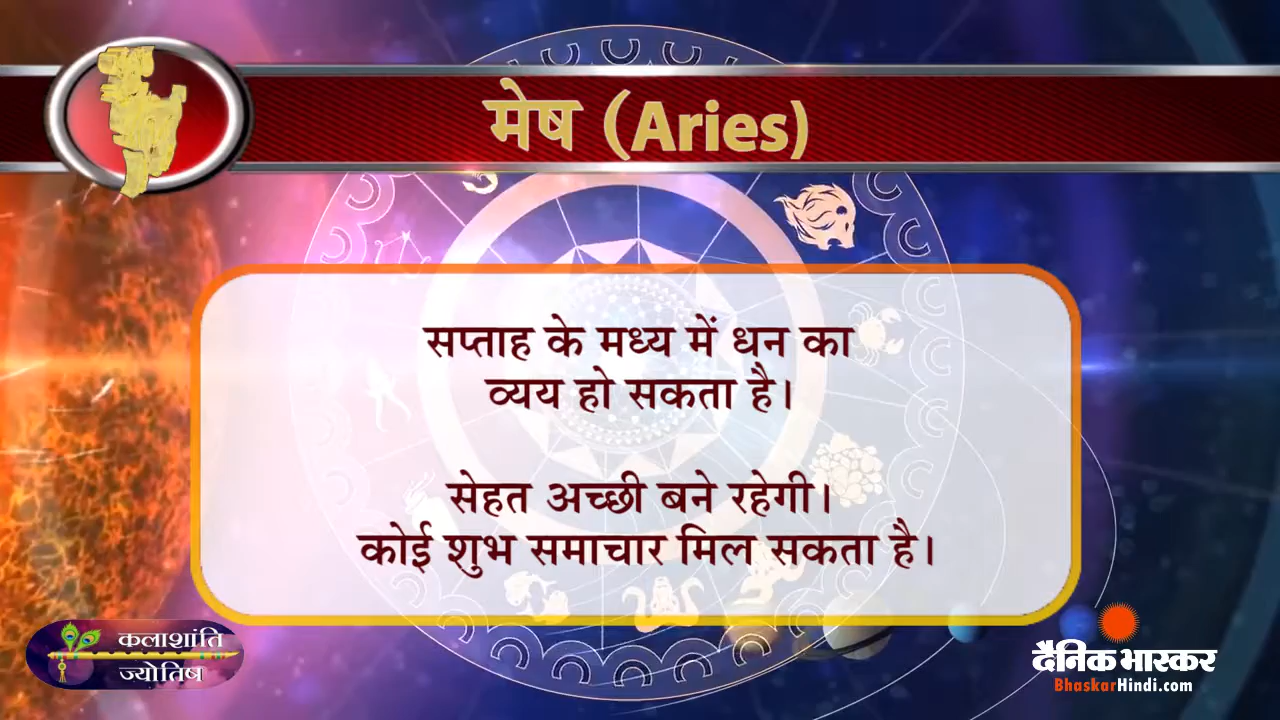 मेष (Aries)
सप्ताह के मध्य में धन का
व्यय हो सकता है।
सेहत अच्छी बने रहेगी।
कोई शुभ समाचार मिल सकता है।
कलाशांति
ज्योतिष
दैनिक भास्कर
BhaskarHindi.com